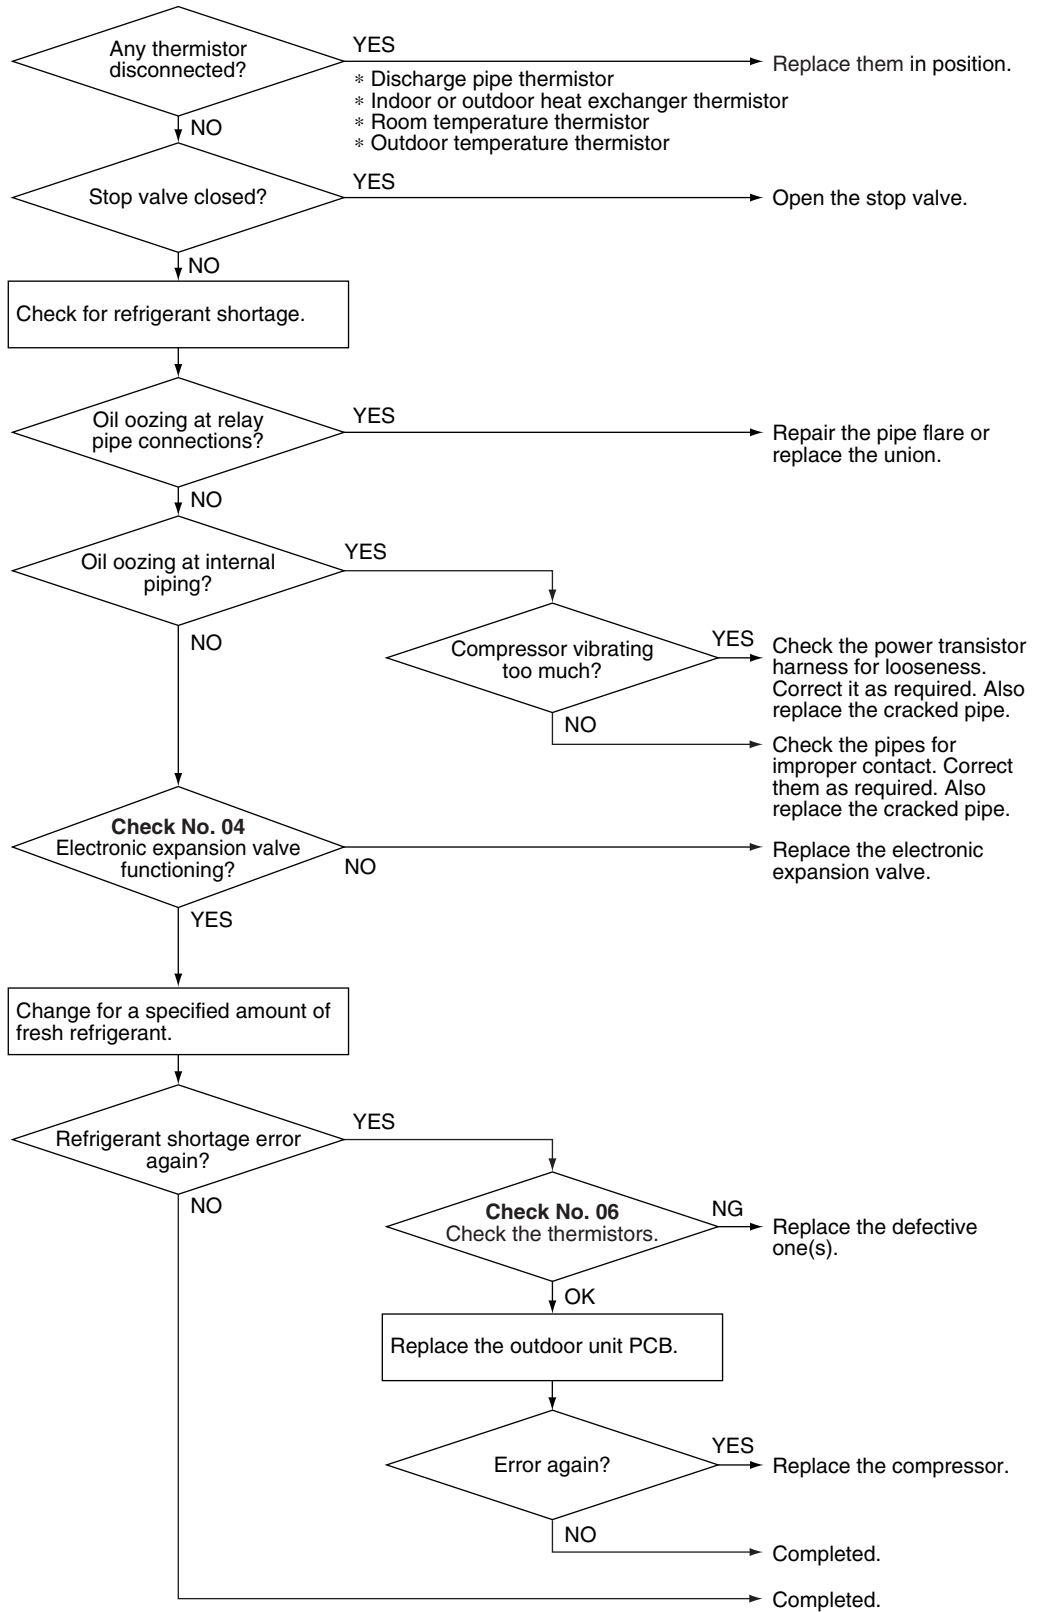 Any thermistor
disconnected?
YES
Replace them in position.
∗ Discharge pipe thermistor
∗ Indoor or outdoor heat exchanger thermistor
∗ Room temperature thermistor
∗ Outdoor temperature thermistor
NO
Stop valve closed?
YES
Open the stop valve.
NO
Check for refrigerant shortage.
Oil oozing at relay
pipe connections?
YES
Repair the pipe flare or
replace the union.
NO
Oil oozing at internal
piping?
YES
NO
Compressor vibrating
too much?
YES
Check the power transistor
harness for looseness.
Correct it as required. Also
replace the cracked pipe.
NO
Check the pipes for
improper contact. Correct
them as required. Also
replace the cracked pipe.
Check No. 04
Electronic expansion valve
functioning?
NO
Replace the electronic
expansion valve.
YES
Change for a specified amount of
fresh refrigerant.
Refrigerant shortage error
again?
YES
NO
Check No. 06
Check the thermistors.
NG
Replace the defective
one(s).
OK
Replace the outdoor unit PCB.
Error again?
YES
Replace the compressor.
NO
Completed.
Completed.